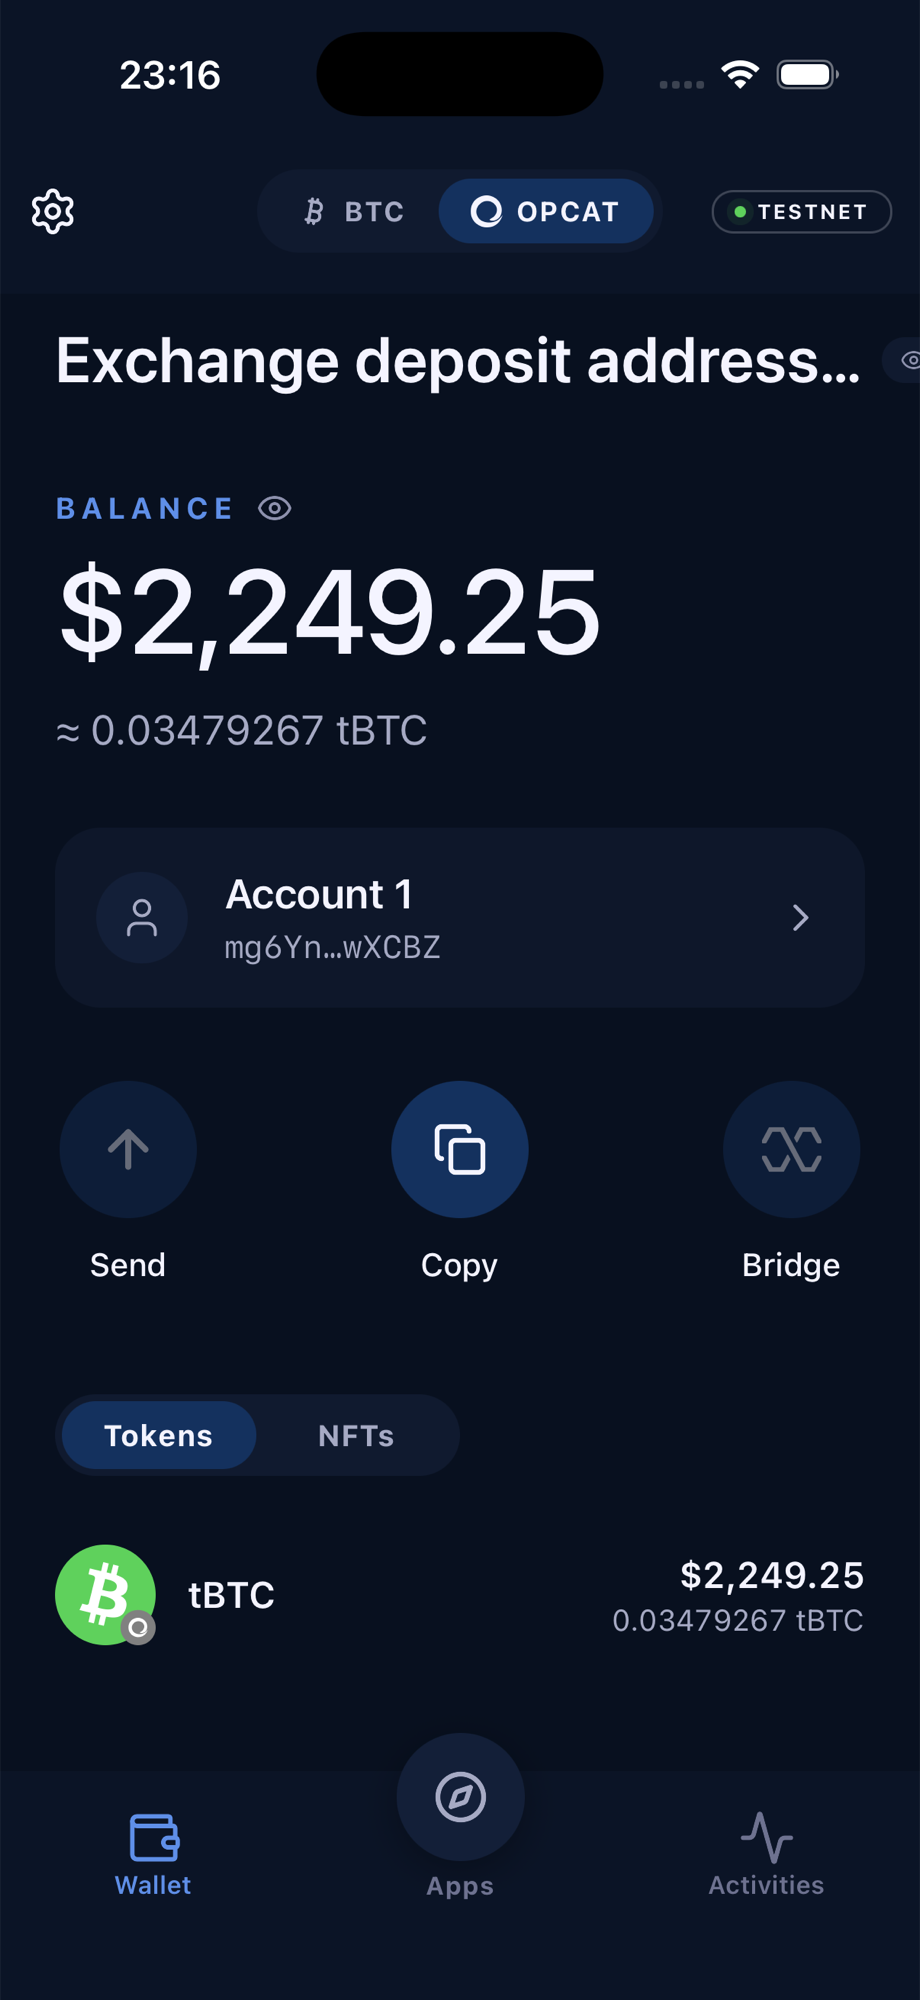 23:16
BTC
OPCAT
TESTNET
Exchange deposit address...
BALANCE
$2,249.25
≈ 0.03479267 tBTC
Account 1
mg6Yn...wXCBZ
Send
Copy
Bridge
Tokens
NFTs
tBTC
$2,249.25
0.03479267 tBTC
Wallet
Apps
Activities